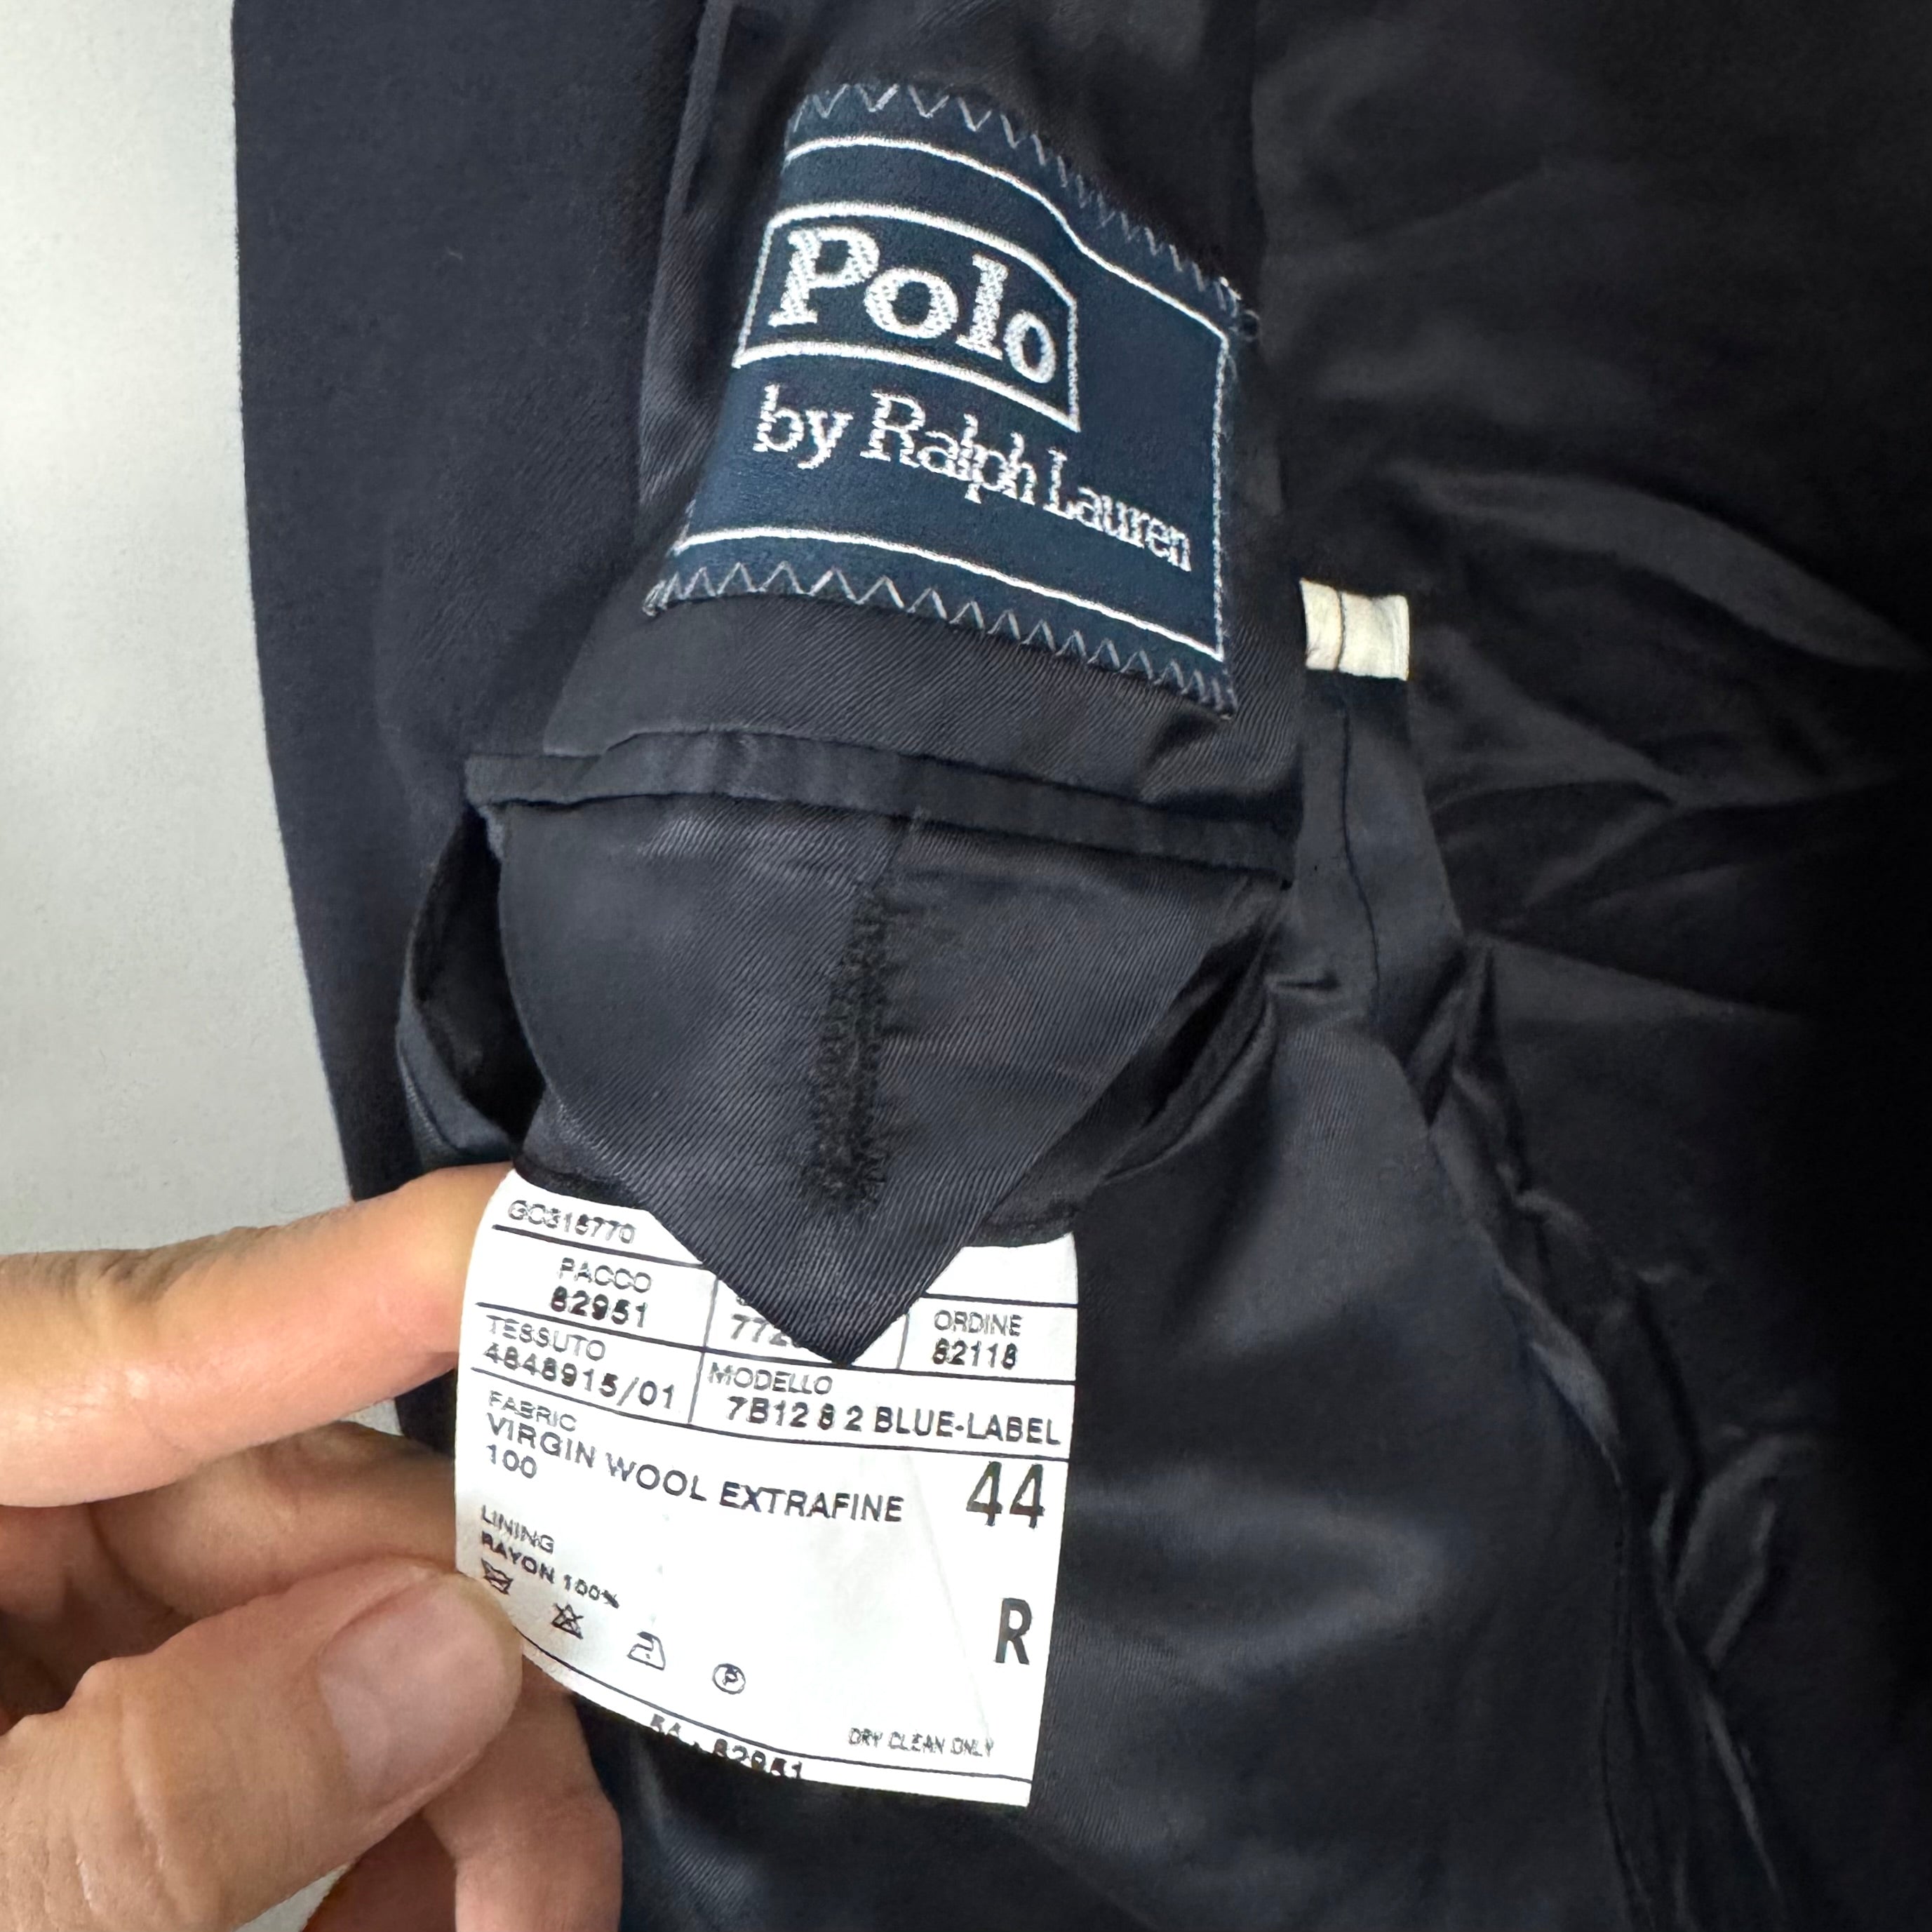 Polo
by Ralph Lauren
GC318770
PACCO
82951
ORDINE
82118
TESSUTO
4848915/01
MODELLO
7B12 8 2 BLUE-LABEL
FABRIC
VIRGIN WOOL EXTRAFINE
100
44
LINING
RAYON 100%
R
P
DRY CLEAN ONLY